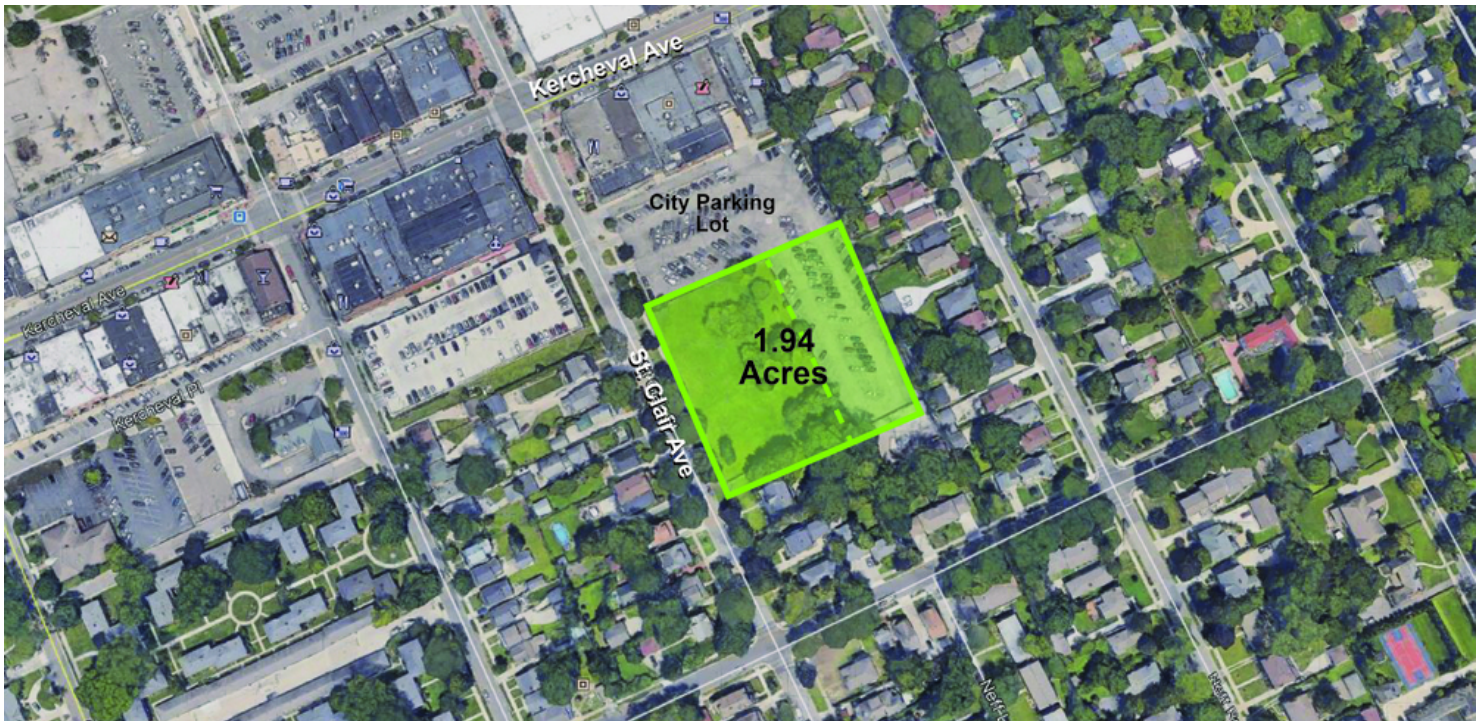 Kercheval Ave
City Parking
Lot
Kercheval Ave
1.94
Acres
St. Clair Ave
Kercheval Pl